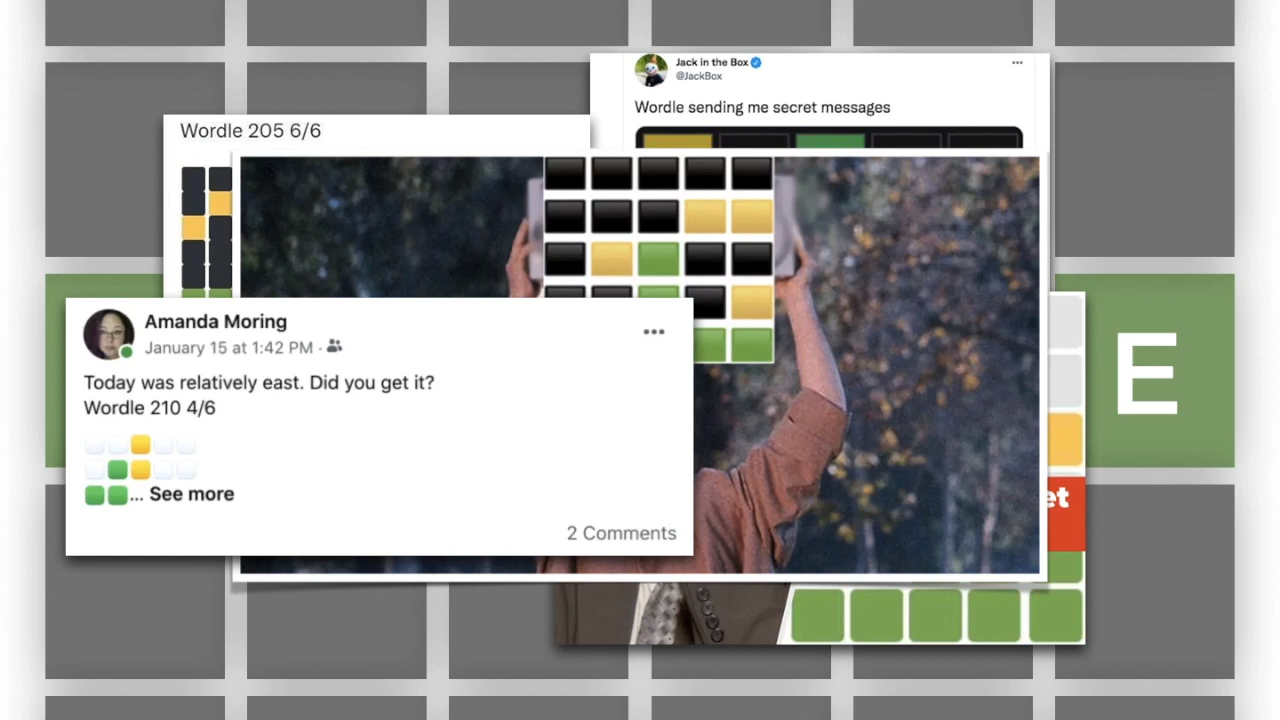 Jack in the Box
@JackBox
Wordle sending me secret messages
Wordle 205 6/6
Amanda Moring
January 15 at 1:42 PM ·
Today was relatively east. Did you get it?
Wordle 210 4/6
... See more
2 Comments
et
E